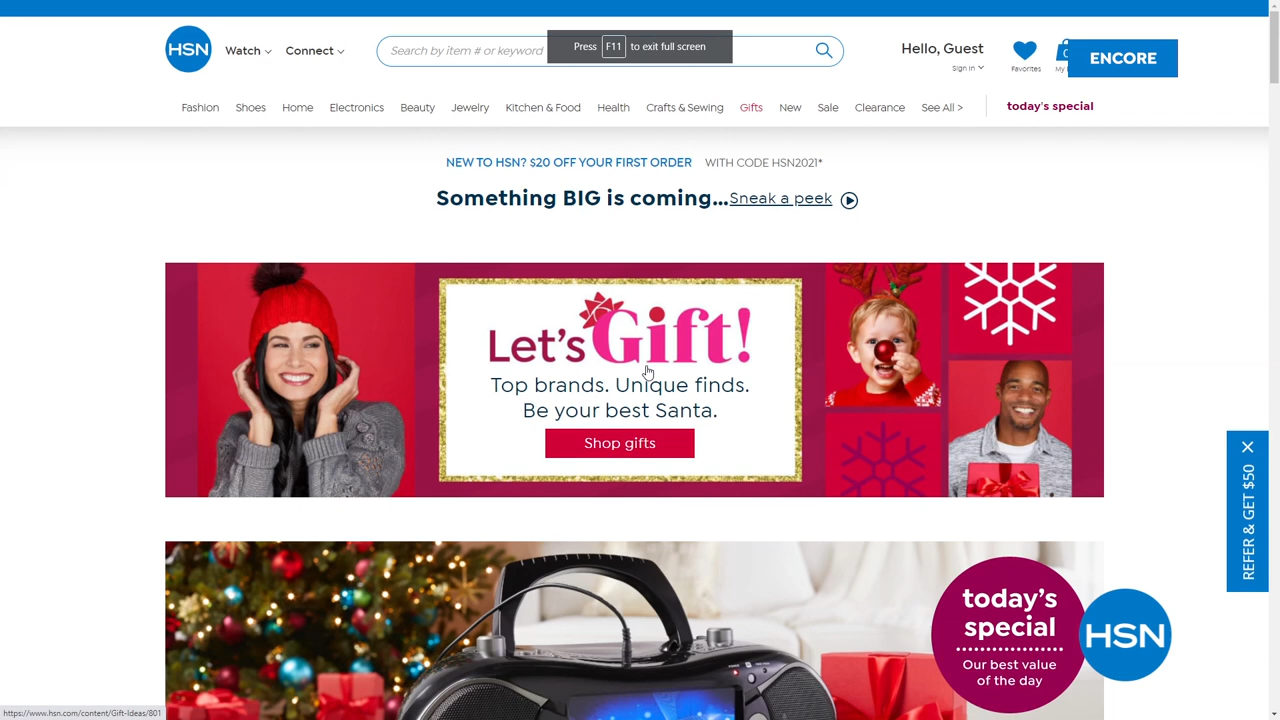 HSN
Watch
Connect
Search by item # or keyword
Press F11 to exit full screen
Hello, Guest
Sign in
Favorites
ENCORE
Fashion
Shoes
Home
Electronics
Beauty
Jewelry
Kitchen & Food
Health
Crafts & Sewing
Gifts
New
Sale
Clearance
See All >
today's special
NEW TO HSN? $20 OFF YOUR FIRST ORDER WITH CODE HSN2021*
Something BIG is coming...Sneak a peek
Let's Gift!
Top brands. Unique finds.
Be your best Santa.
Shop gifts
REFER & GET $50
today's
special
Our best value
of the day
HSN
https://www.hsn.com/content/Gift-Ideas/801